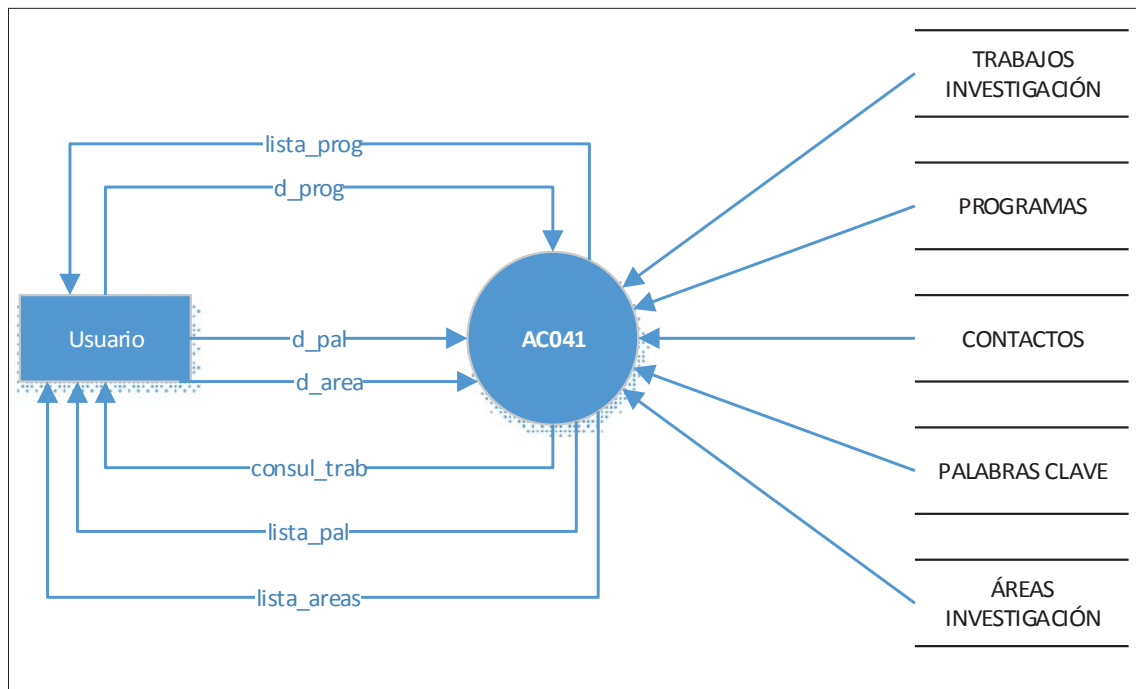 TRABAJOS
INVESTIGACIÓN
lista_prog
d_prog
PROGRAMAS
Usuario
d_pal
AC041
CONTACTOS
d_area
consul_trab
PALABRAS CLAVE
lista_pal
lista_areas
ÁREAS
INVESTIGACIÓN